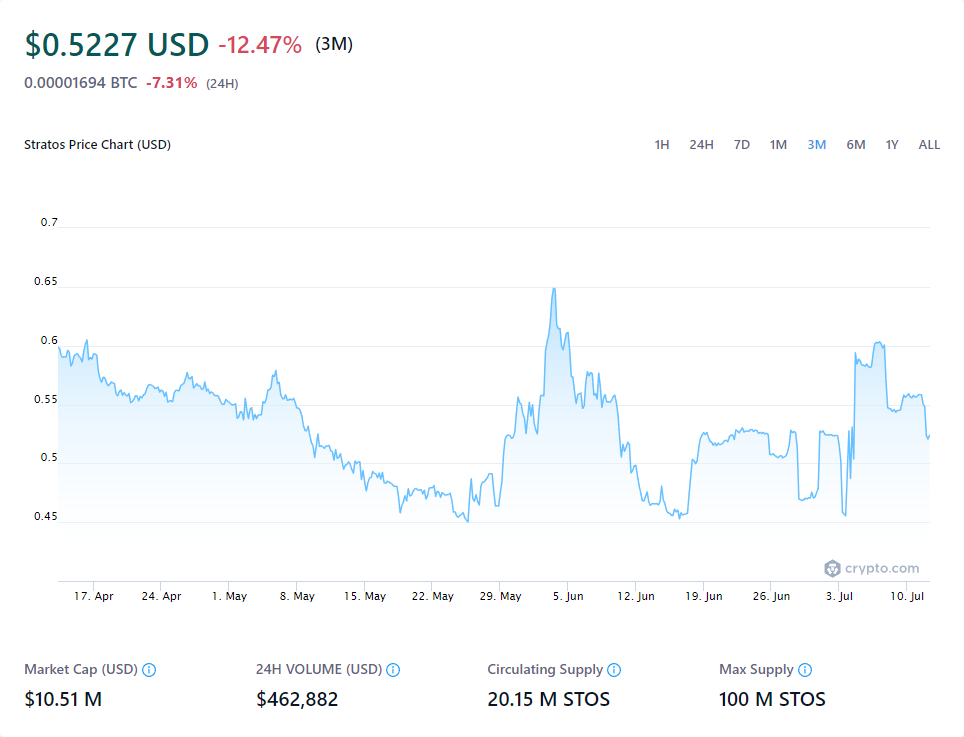 $0.5227 USD -12.47% (3M)
0.00001694 BTC -7.31% (24H)
Stratos Price Chart (USD) 1H 24H 7D 1M 3M 6M 1Y ALL
0.7
0.65
0.6
0.55
0.5
0.45
crypto.com
17. Apr 24. Apr 1. May 8. May 15. May 22. May 29. May 5. Jun 12. Jun 19. Jun 26. Jun 3. Jul 10. Jul
Market Cap (USD) 24H VOLUME (USD) Circulating Supply Max Supply
$10.51 M $462,882 20.15 M STOS 100 M STOS